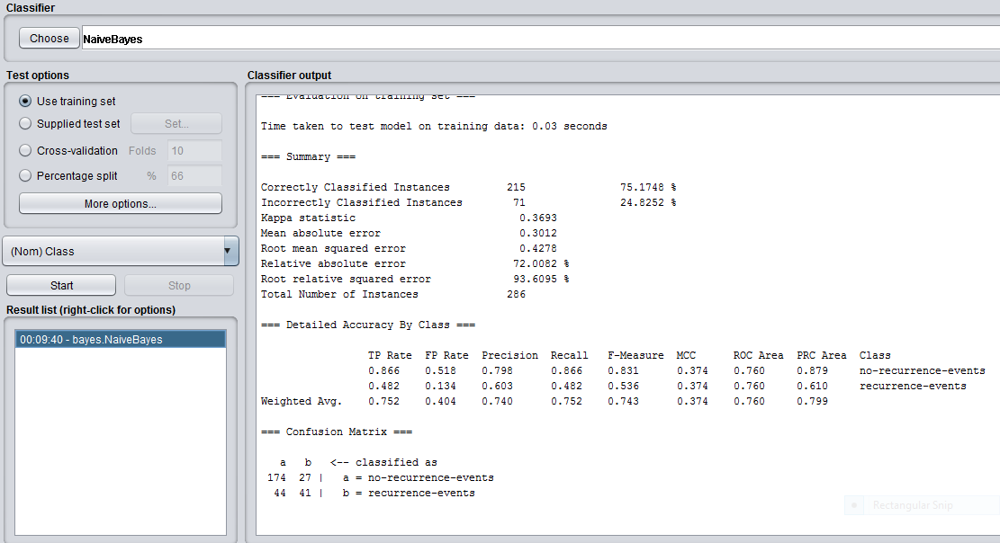 Classifier
Choose NaiveBayes
Test options
Use training set
Supplied test set Set...
Cross-validation Folds 10
Percentage split % 66
More options...
(Nom) Class
Start Stop
Result list (right-click for options)
00:09:40 - bayes.NaiveBayes
Classifier output
=== Evaluation on training set ===
Time taken to test model on training data: 0.03 seconds
=== Summary ===
Correctly Classified Instances 215 75.1748 %
Incorrectly Classified Instances 71 24.8252 %
Kappa statistic 0.3693
Mean absolute error 0.3012
Root mean squared error 0.4278
Relative absolute error 72.0082 %
Root relative squared error 93.6095 %
Total Number of Instances 286
=== Detailed Accuracy By Class ===
TP Rate FP Rate Precision Recall F-Measure MCC ROC Area PRC Area Class
0.866 0.518 0.798 0.866 0.831 0.374 0.760 0.879 no-recurrence-events
0.482 0.134 0.603 0.482 0.536 0.374 0.760 0.610 recurrence-events
Weighted Avg. 0.752 0.404 0.740 0.752 0.743 0.374 0.760 0.799
=== Confusion Matrix ===
a b <-- classified as
174 27 | a = no-recurrence-events
44 41 | b = recurrence-events
Rectangular Snip